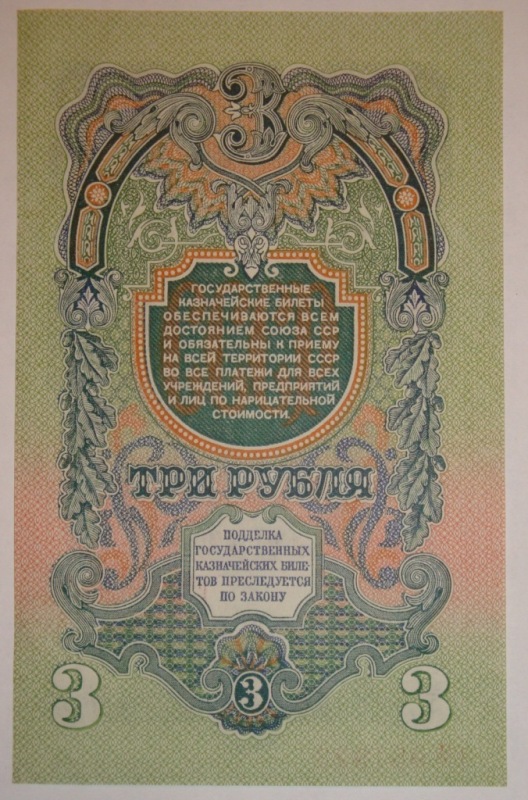 3
ГОСУДАРСТВЕННЫЕ
КАЗНАЧЕЙСКИЕ БИЛЕТЫ
ОБЕСПЕЧИВАЮТСЯ ВСЕМ
ДОСТОЯНИЕМ СОЮЗА ССР
И ОБЯЗАТЕЛЬНЫ К ПРИЕМУ
НА ВСЕЙ ТЕРРИТОРИИ СССР
ВО ВСЕ ПЛАТЕЖИ ДЛЯ ВСЕХ
УЧРЕЖДЕНИЙ, ПРЕДПРИЯТИЙ
И ЛИЦ ПО НАРИЦАТЕЛЬНОЙ
СТОИМОСТИ.
ТРИ РУБЛЯ
ПОДДЕЛКА
ГОСУДАРСТВЕННЫХ
КАЗНАЧЕЙСКИХ БИЛЕ-
ТОВ ПРЕСЛЕДУЕТСЯ
ПО ЗАКОНУ
3 3 3